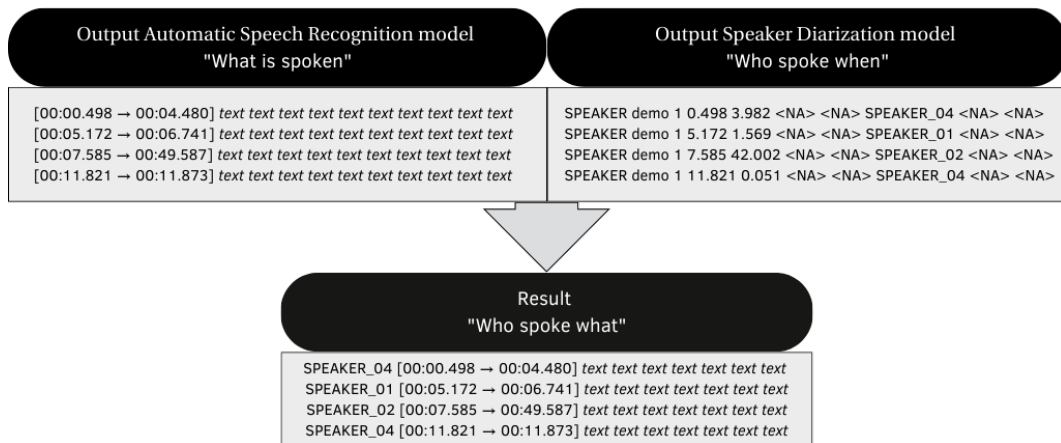 Output Automatic Speech Recognition model
"What is spoken"
[00:00.498 → 00:04.480] text text text text text text text text text text
[00:05.172 → 00:06.741] text text text text text text text text text text
[00:07.585 → 00:49.587] text text text text text text text text text text
[00:11.821 → 00:11.873] text text text text text text text text text text
Output Speaker Diarization model
"Who spoke when"
SPEAKER demo 1 0.498 3.982 <NA> <NA> SPEAKER_04 <NA> <NA>
SPEAKER demo 1 5.172 1.569 <NA> <NA> SPEAKER_01 <NA> <NA>
SPEAKER demo 1 7.585 42.002 <NA> <NA> SPEAKER_02 <NA> <NA>
SPEAKER demo 1 11.821 0.051 <NA> <NA> SPEAKER_04 <NA> <NA>
Result
"Who spoke what"
SPEAKER_04 [00:00.498 → 00:04.480] text text text text text text text
SPEAKER_01 [00:05.172 → 00:06.741] text text text text text text text
SPEAKER_02 [00:07.585 → 00:49.587] text text text text text text text
SPEAKER_04 [00:11.821 → 00:11.873] text text text text text text text